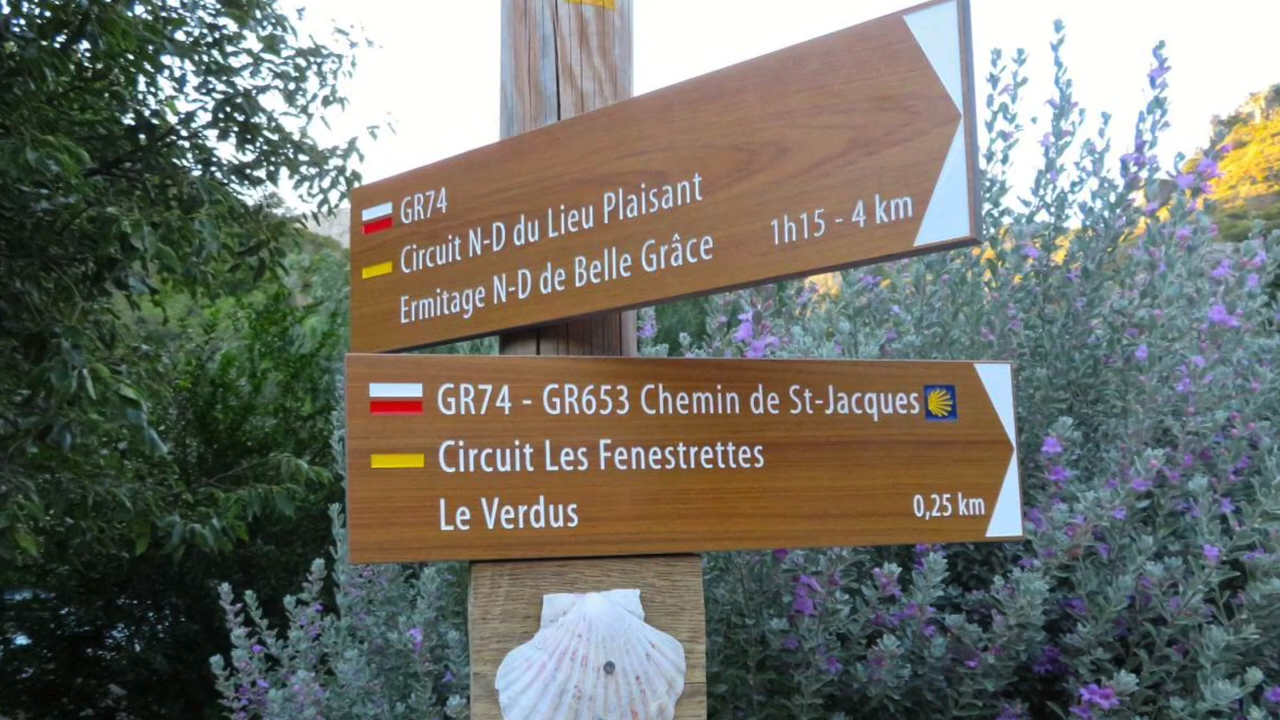 GR74
Circuit N-D du Lieu Plaisant
Ermitage N-D de Belle Grâce 1h15 - 4 km
GR74 - GR653 Chemin de St-Jacques
Circuit Les Fenestrettes
Le Verdus 0,25 km